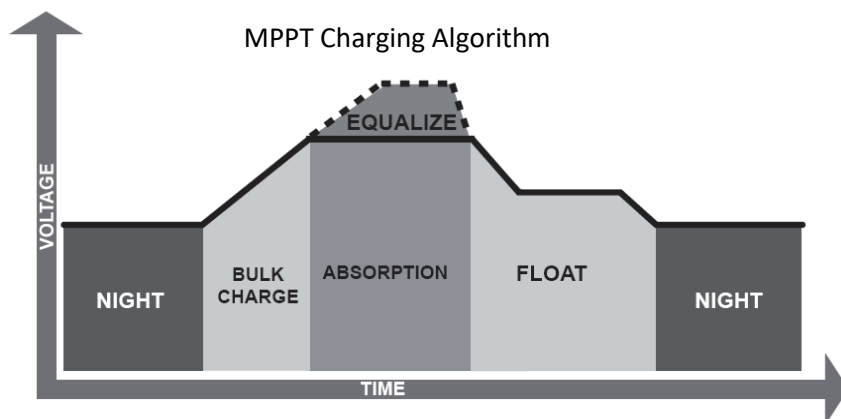 MPPT Charging Algorithm
EQUALIZE
VOLTAGE
NIGHT
BULK
CHARGE
ABSORPTION
FLOAT
NIGHT
TIME